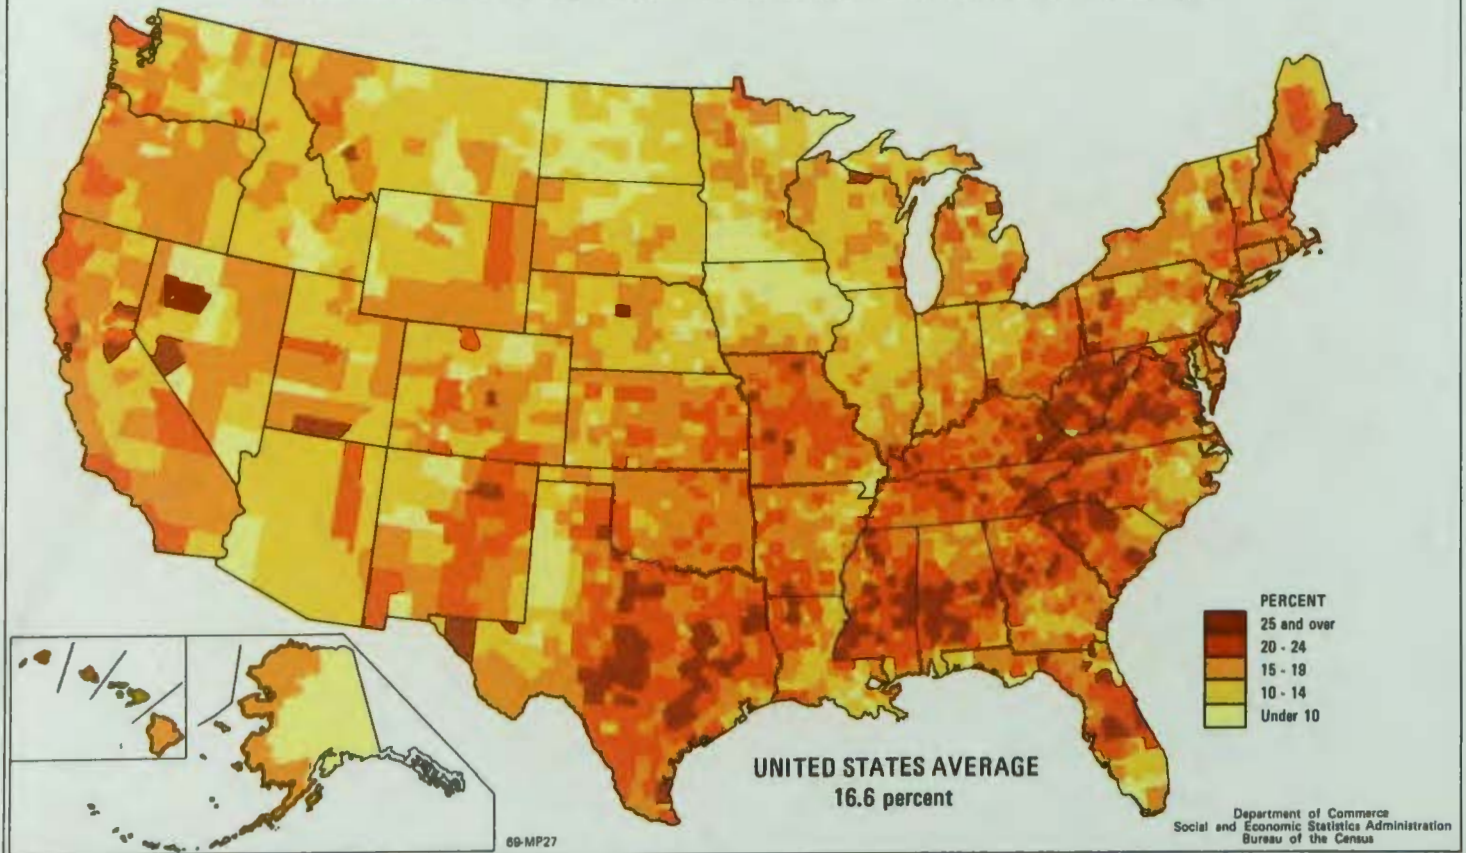 PERCENT
25 and over
20 - 24
15 - 19
10 - 14
Under 10
UNITED STATES AVERAGE
16.6 percent
Department of Commerce
Social and Economic Statistics Administration
Bureau of the Census
69-MP27